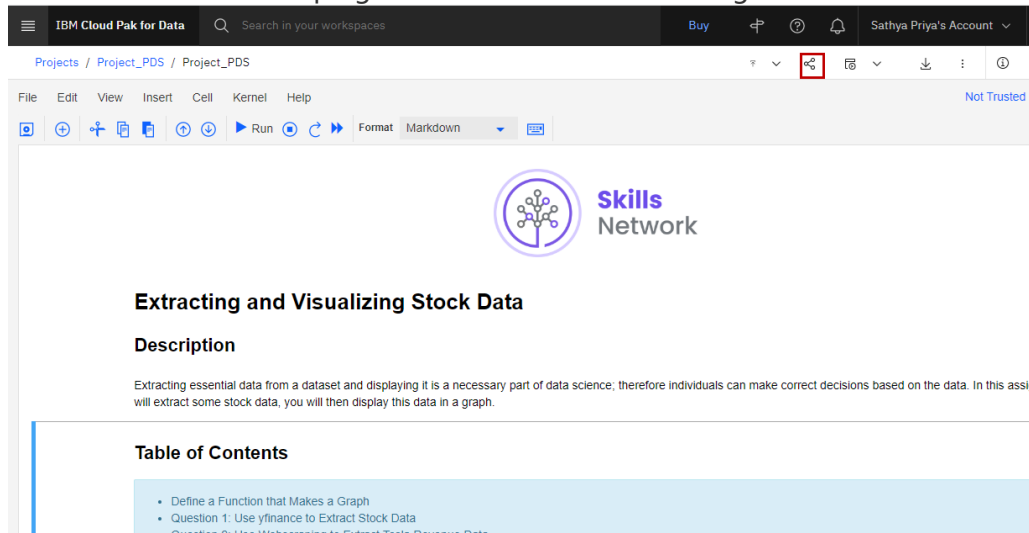 IBM Cloud Pak for Data Search in your workspaces Buy Sathya Priya's Account
Projects / Project_PDS / Project_PDS
File Edit View Insert Cell Kernel Help Not Trusted
Run Format Markdown
Skills
Network
Extracting and Visualizing Stock Data
Description
Extracting essential data from a dataset and displaying it is a necessary part of data science; therefore individuals can make correct decisions based on the data. In this assi
will extract some stock data, you will then display this data in a graph.
Table of Contents
• Define a Function that Makes a Graph
• Question 1: Use yfinance to Extract Stock Data